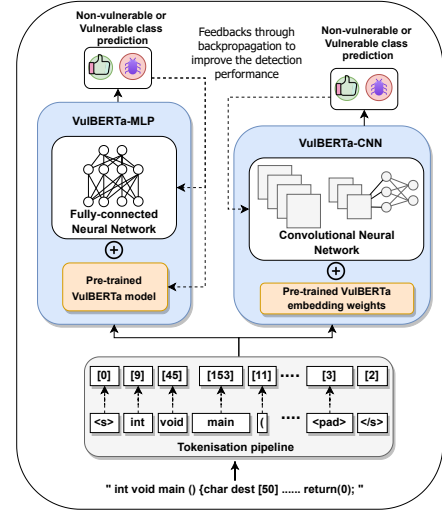 Non-vulnerable or
Vulnerable class
prediction
Feedbacks through
backpropagation to
improve the detection
performance
Non-vulnerable or
Vulnerable class
prediction
VulBERTa-MLP
Fully-connected
Neural Network
+
Pre-trained
VulBERTa model
VulBERTa-CNN
Convolutional Neural
Network
+
Pre-trained VulBERTa
embedding weights
[0] [9] [45] [153] [11] .... [3] [2]
<s> int void main ( .... <pad> </s>
Tokenisation pipeline
" int void main () {char dest [50] ...... return(0); "